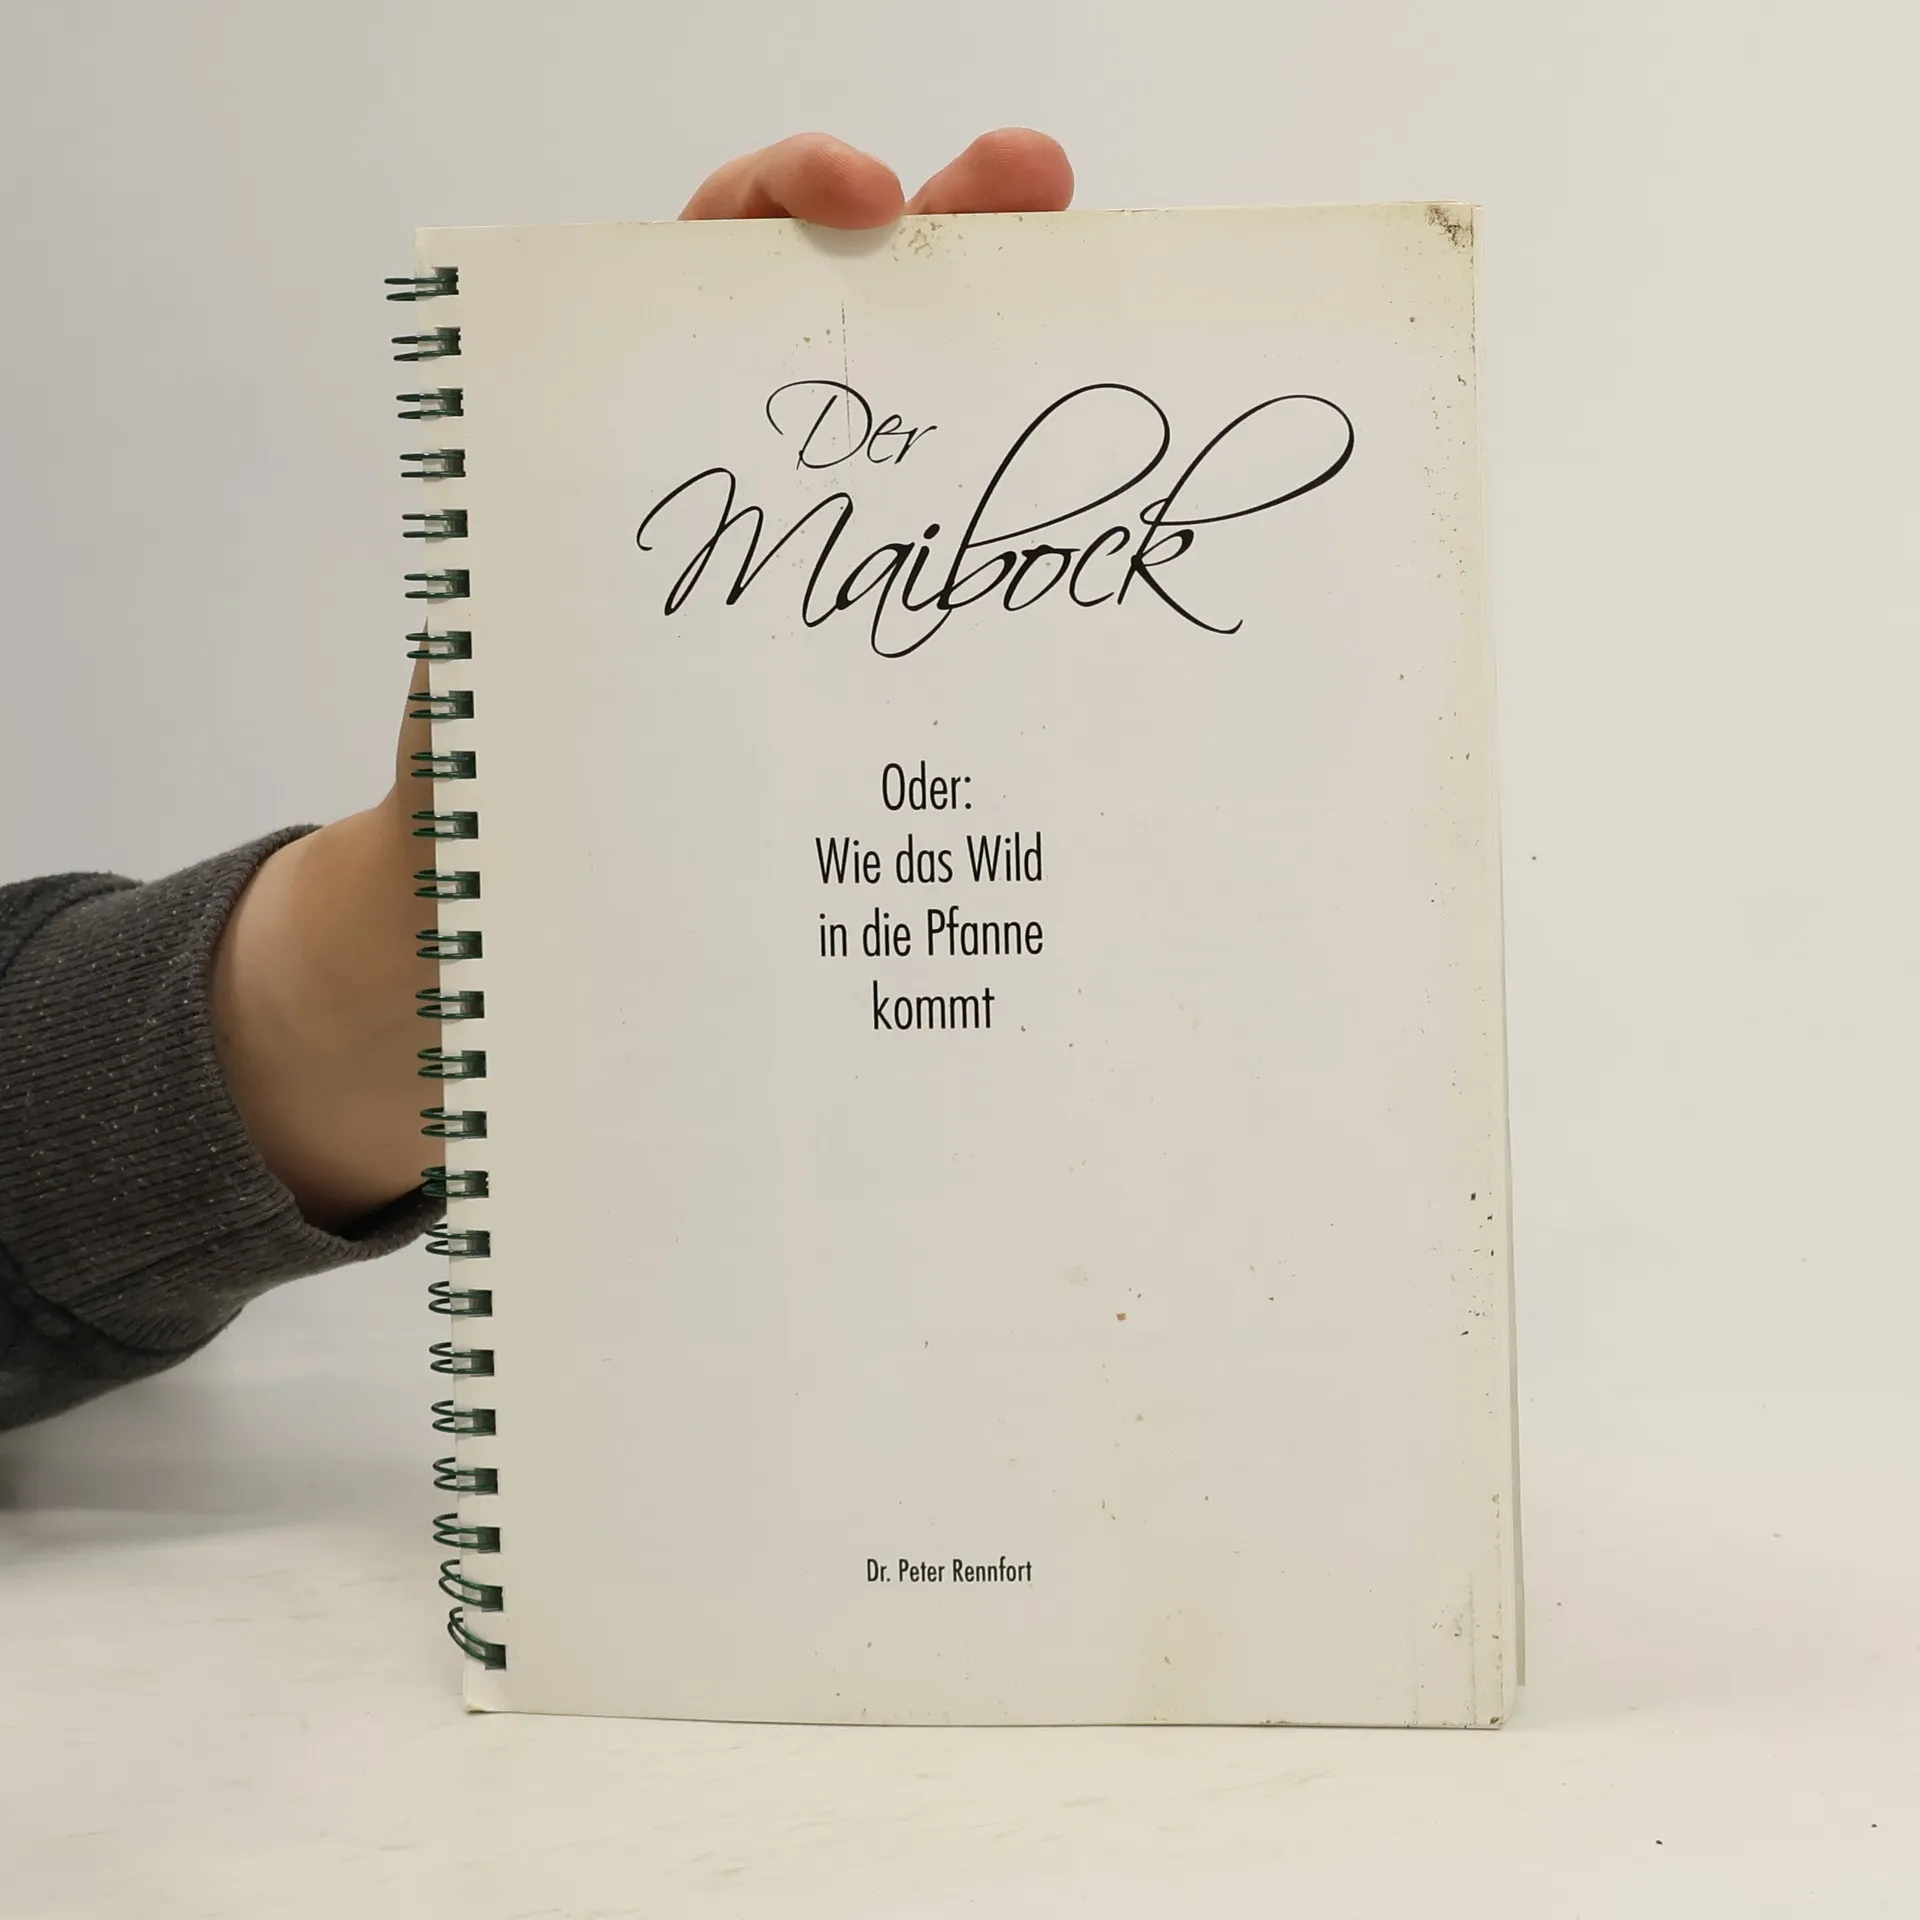 Der
Maibock
Oder:
Wie das Wild
in die Pfanne
kommt
Dr. Peter Rennfort